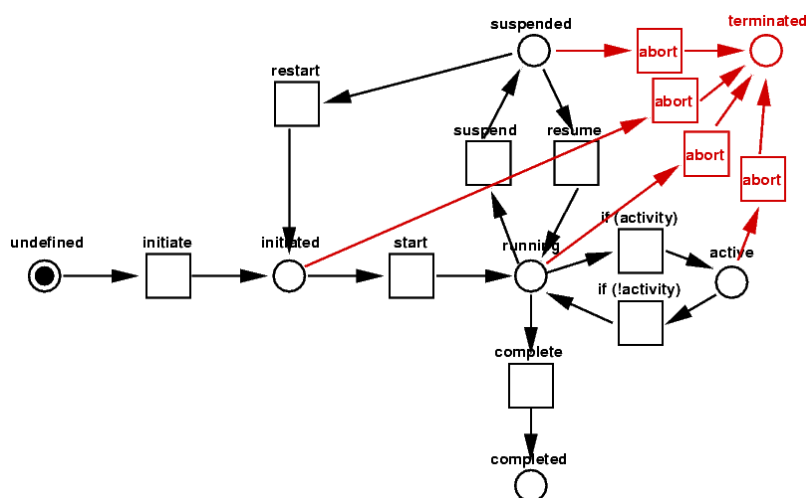 suspended
terminated
abort
restart
abort
suspend
resume
abort
abort
if (activity)
undefined
initiate
initiated
start
running
active
if (!activity)
complete
completed